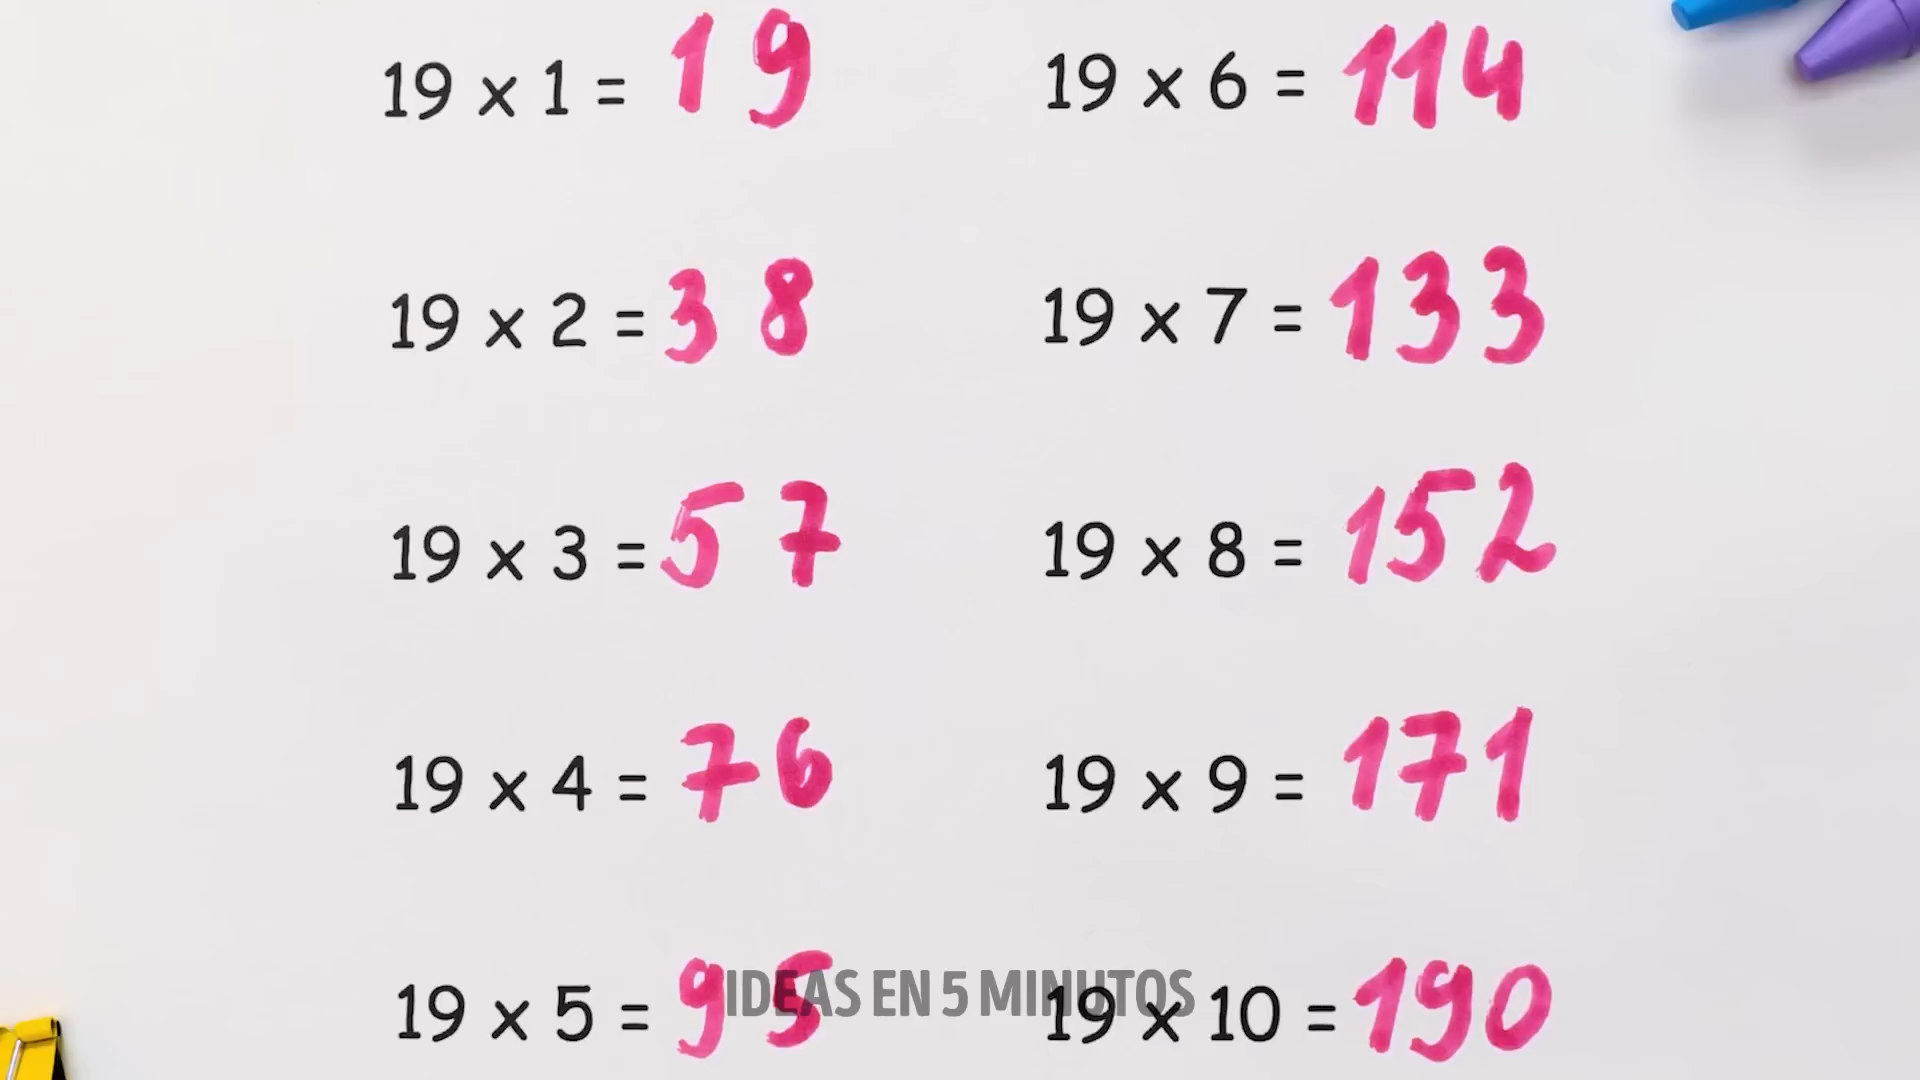 19 x 1 = 19
19 x 2 = 38
19 x 3 = 57
19 x 4 = 76
19 x 5 = 95
19 x 6 = 114
19 x 7 = 133
19 x 8 = 152
19 x 9 = 171
19 x 10 = 190
IDEAS EN 5 MINUTOS